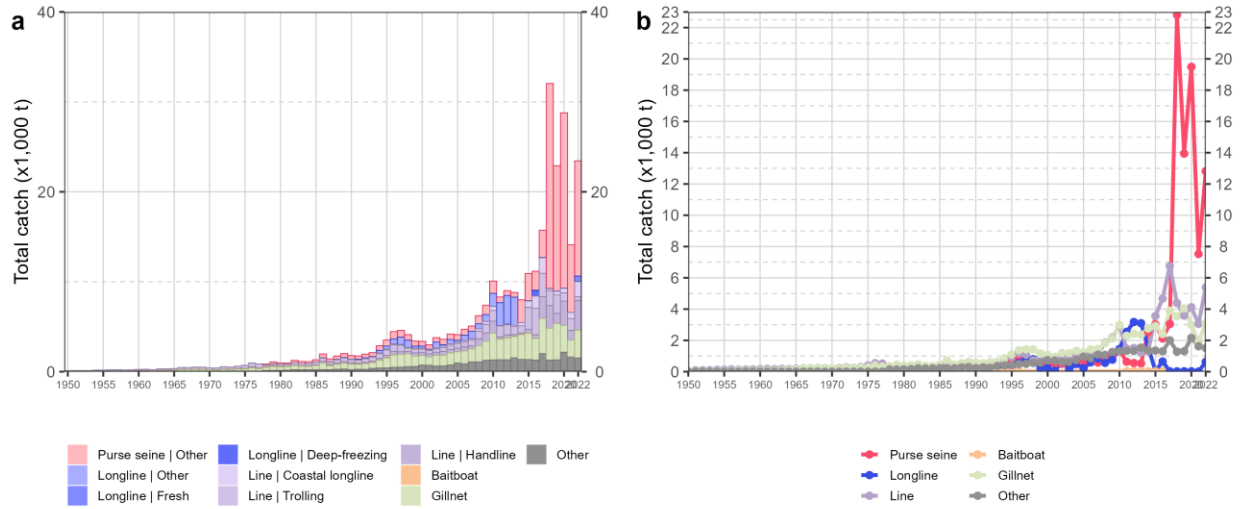 a
Total catch (x1,000 t)
40
20
0
40
20
0
1950 1955 1960 1965 1970 1975 1980 1985 1990 1995 2000 2005 2010 2015 2020 2022
Purse seine | Other
Longline | Other
Longline | Fresh
Longline | Deep-freezing
Line | Coastal longline
Line | Trolling
Line | Handline
Baitboat
Gillnet
Other
b
Total catch (x1,000 t)
23
22
20
18
16
14
12
10
8
6
4
2
1
0
23
22
20
18
16
14
12
10
8
6
4
2
1
0
1950 1955 1960 1965 1970 1975 1980 1985 1990 1995 2000 2005 2010 2015 2020 2022
Purse seine
Longline
Line
Baitboat
Gillnet
Other